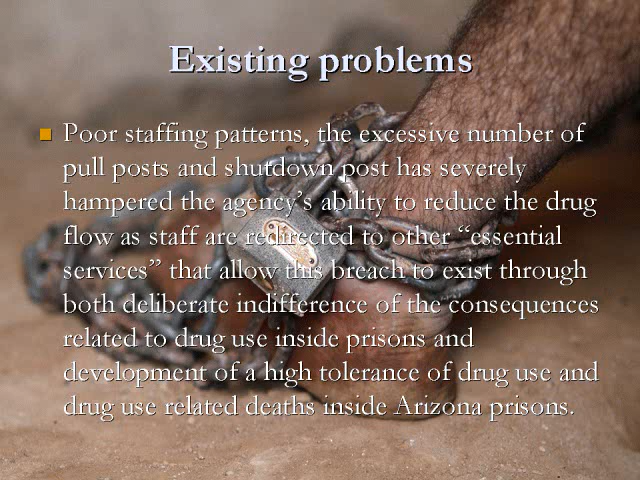 Existing problems
Poor staffing patterns, the excessive number of
pull posts and shutdown post has severely
hampered the agency’s ability to reduce the drug
flow as staff are redirected to other “essential
services” that allow this breach to exist through
both deliberate indifference of the consequences
related to drug use inside prisons and
development of a high tolerance of drug use and
drug use related deaths inside Arizona prisons.